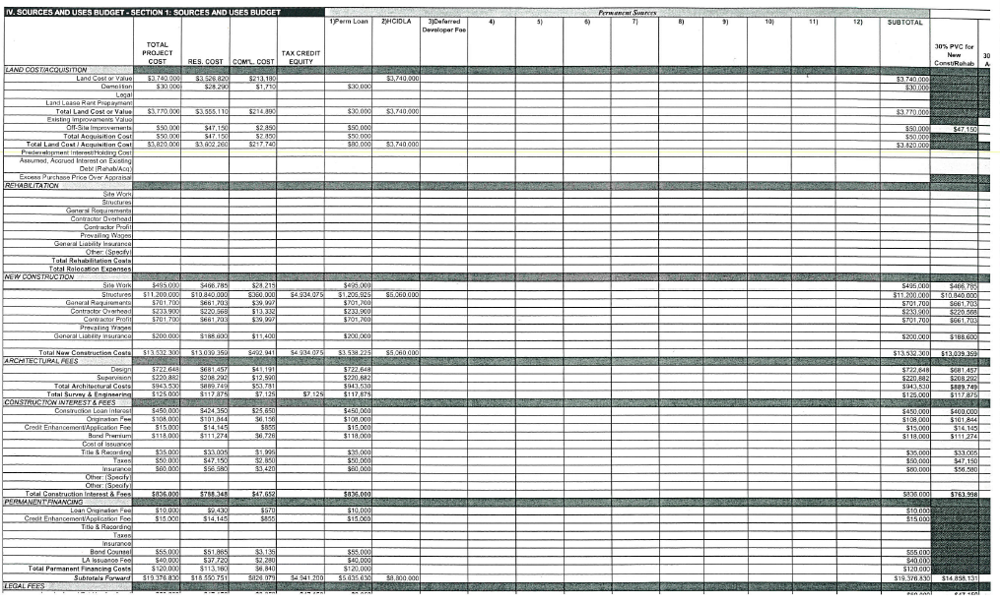 IV. SOURCES AND USES BUDGET - SECTION 1: SOURCES AND USES BUDGET
Permanent Sources
TOTAL PROJECT COST RES. COST COM'L. COST TAX CREDIT EQUITY 1)Perm Loan 2)HCIDLA 3)Deferred Developer Fee 4) 5) 6) 7) 8) 9) 10) 11) 12) SUBTOTAL 30% PVC for New Const/Rehab 30
LAND COST/ACQUISITION
Land Cost or Value $3,740,000 $3,526,820 $213,180 $3,740,000 $3,740,000
Demolition $30,000 $28,290 $1,710 $30,000 $30,000
Legal
Land Lease Rent Prepayment
Total Land Cost or Value $3,770,000 $3,555,110 $214,890 $30,000 $3,740,000 $3,770,000
Existing Improvements Value
Off-Site Improvements $50,000 $47,150 $2,850 $50,000 $50,000 $47,150
Total Acquisition Cost $50,000 $47,150 $2,850 $50,000 $50,000
Total Land Cost / Acquisition Cost $3,820,000 $3,602,260 $217,740 $80,000 $3,740,000 $3,820,000
Predevelopment Interest/Holding Cost
Assumed, Accrued Interest on Existing
Debt (Rehab/Acq)
Excess Purchase Price Over Appraisal
REHABILITATION
Site Work
Structures
General Requirements
Contractor Overhead
Contractor Profit
Prevailing Wages
General Liability Insurance
Other: (Specify)
Total Rehabilitation Costs
Total Relocation Expenses
NEW CONSTRUCTION
Site Work $495,000 $466,785 $28,215 $495,000 $495,000 $466,785
Structures $11,200,000 $10,840,000 $360,000 $4,934,075 $1,205,925 $5,060,000 $11,200,000 $10,840,000
General Requirements $701,700 $661,703 $39,997 $701,700 $701,700 $661,703
Contractor Overhead $233,900 $220,568 $13,332 $233,900 $233,900 $220,568
Contractor Profit $701,700 $661,703 $39,997 $701,700 $701,700 $661,703
Prevailing Wages
General Liability Insurance $200,000 $188,600 $11,400 $200,000 $200,000 $188,600
Total New Construction Costs $13,532,300 $13,039,359 $492,941 $4,934,075 $3,538,225 $5,060,000 $13,532,300 $13,039,359
ARCHITECTURAL FEES
Design $722,648 $681,457 $41,191 $722,648 $722,648 $681,457
Supervision $220,882 $208,292 $12,590 $220,882 $220,882 $208,292
Total Architectural Costs $943,530 $889,749 $53,781 $943,530 $943,530 $889,749
Total Survey & Engineering $125,000 $117,875 $7,125 $7,125 $117,875 $125,000 $117,875
CONSTRUCTION INTEREST & FEES
Construction Loan Interest $450,000 $424,350 $25,650 $450,000 $450,000 $400,000
Origination Fee $108,000 $101,844 $6,156 $108,000 $108,000 $101,844
Credit Enhancement/Application Fee $15,000 $14,145 $855 $15,000 $15,000 $14,145
Bond Premium $118,000 $111,274 $6,726 $118,000 $118,000 $111,274
Cost of Issuance
Title & Recording $35,000 $33,005 $1,995 $35,000 $35,000 $33,005
Taxes $50,000 $47,150 $2,850 $50,000 $50,000 $47,150
Insurance $60,000 $56,580 $3,420 $60,000 $60,000 $56,580
Other: (Specify)
Other: (Specify)
Total Construction Interest & Fees $836,000 $788,348 $47,652 $836,000 $836,000 $763,998
PERMANENT FINANCING
Loan Origination Fee $10,000 $9,430 $570 $10,000 $10,000
Credit Enhancement/Application Fee $15,000 $14,145 $855 $15,000 $15,000
Title & Recording
Taxes
Insurance
Bond Counsel $55,000 $51,865 $3,135 $55,000 $55,000
LA Issuance Fee $40,000 $37,720 $2,280 $40,000 $40,000
Total Permanent Financing Costs $120,000 $113,160 $6,840 $120,000 $120,000
Subtotals Forward $19,376,830 $18,550,751 $826,079 $4,941,200 $5,635,630 $8,800,000 $19,376,830 $14,858,131
LEGAL FEES